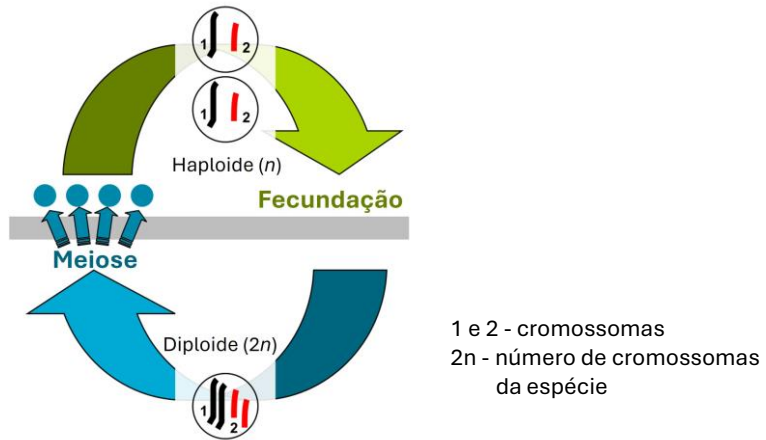 1 2
1 2
Haploide (n)
Fecundação
Meiose
Diploide (2n)
1 2
1 e 2 - cromossomas
2n - número de cromossomas
da espécie